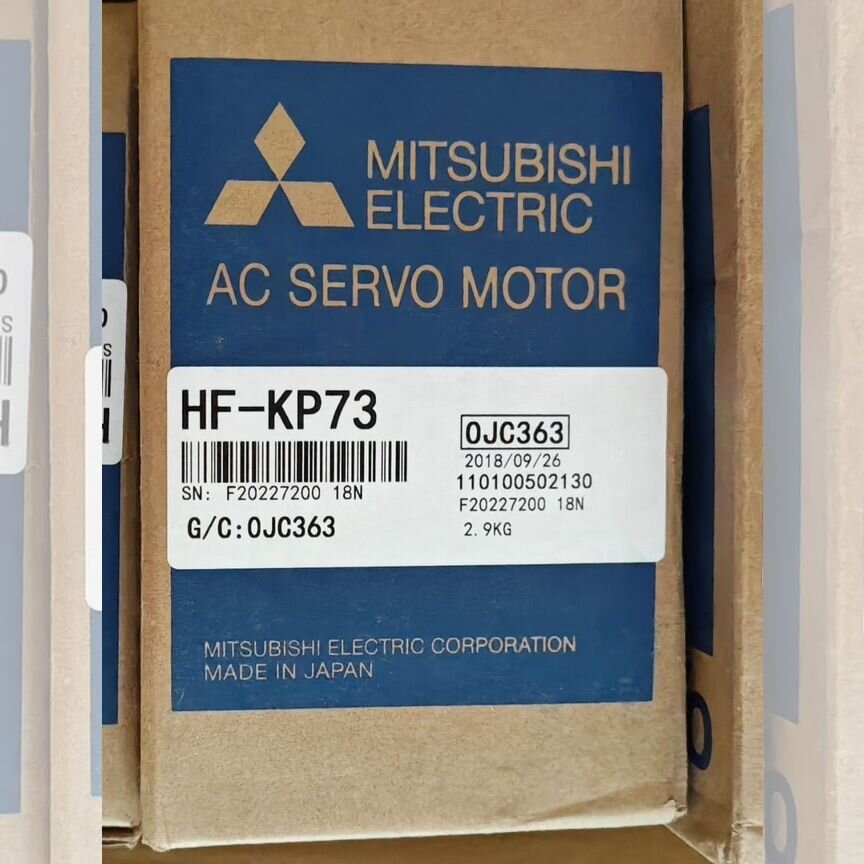 MITSUBISHI
ELECTRIC
AC SERVO MOTOR
HF-KP73
SN: F20227200 18N
G/C:0JC363
0JC363
2018/09/26
110100502130
F20227200 18N
2.9KG
MITSUBISHI ELECTRIC CORPORATION
MADE IN JAPAN